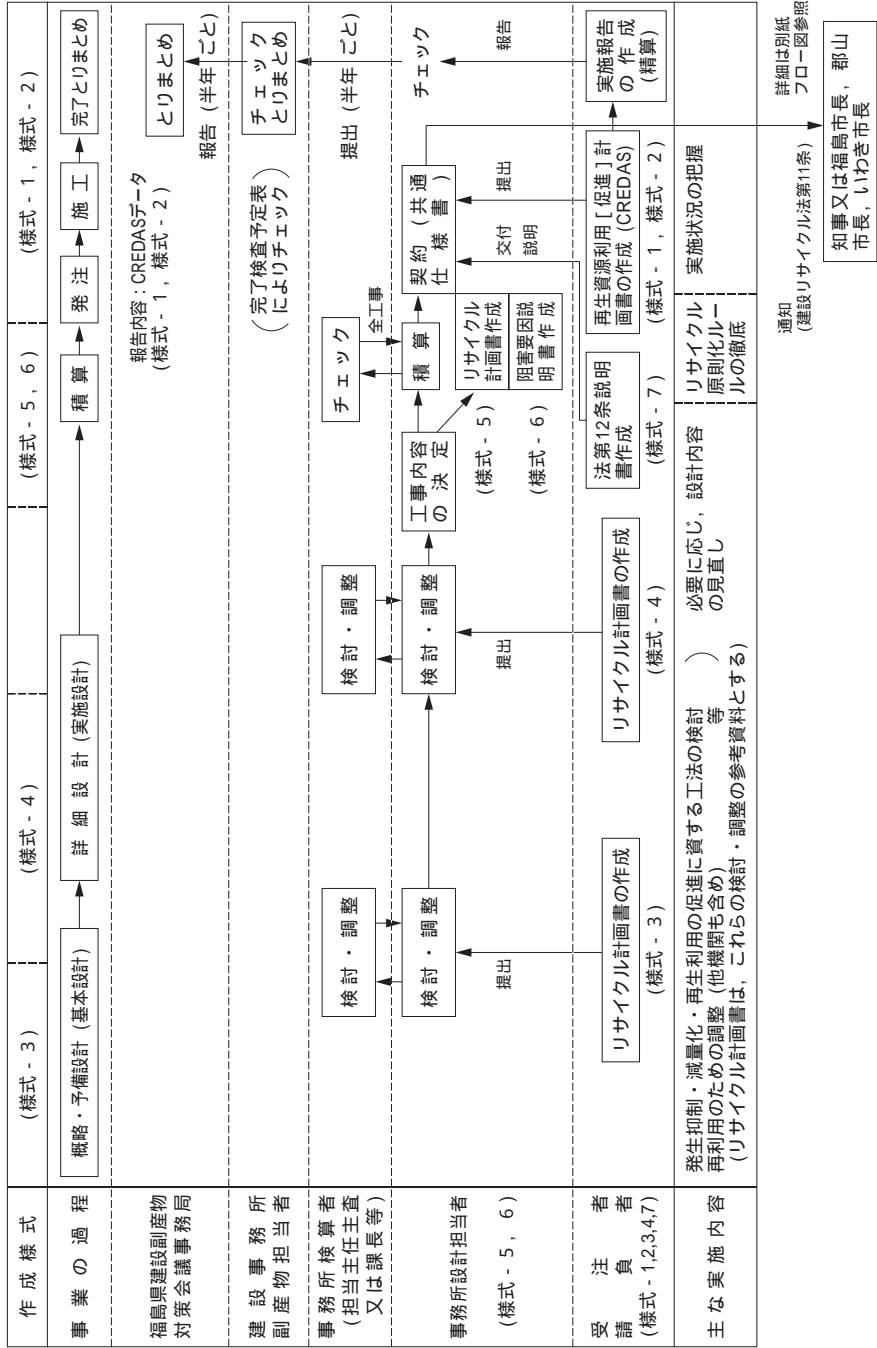 作成様式
(様式-3)
(様式-4)
(様式-5，6)
(様式-1，様式-2)
事業の過程
概略・予備設計(基本設計)
詳細設計(実施設計)
積算
発注
施工
完了とりまとめ
福島県建設副産物
対策会議事務局
報告内容：CREDASデータ
(様式-1，様式-2)
とりまとめ
報告(半年ごと)
建設事務所
副産物担当者
(完了検査予定表
によりチェック)
チェック
とりまとめ
事務所検算者
(担当主任主査
又は課長等)
検討・調整
検討・調整
チェック
全工事
提出(半年ごと)
事務所設計担当者
(様式-5，6)
検討・調整
検討・調整
工事内容
の決定
積算
契約(共通
仕様書)
チェック
(様式-5)
リサイクル
計画書作成
(様式-6)
阻害要因説
明書作成
提出
提出
交付
説明
提出
報告
受注者
請負者
(様式-1,2,3,4,7)
リサイクル計画書の作成
(様式-3)
リサイクル計画書の作成
(様式-4)
法第12条説明
書作成
(様式-7)
再生資源利用［促進］計
画書の作成(CREDAS)
(様式-1，様式-2)
実施報告
の作成
(精算)
主な実施内容
発生抑制・減量化・再生利用の促進に資する工法の検討
再利用のための調整(他機関も含め)等
)
(リサイクル計画書は，これらの検討・調整の参考資料とする)
必要に応じ，設計内容
の見直し
リサイクル
原則化ルー
ルの徹底
実施状況の把握
通知
(建設リサイクル法第11条)
詳細は別紙
フロー図参照
知事又は福島市長，郡山
市長，いわき市長